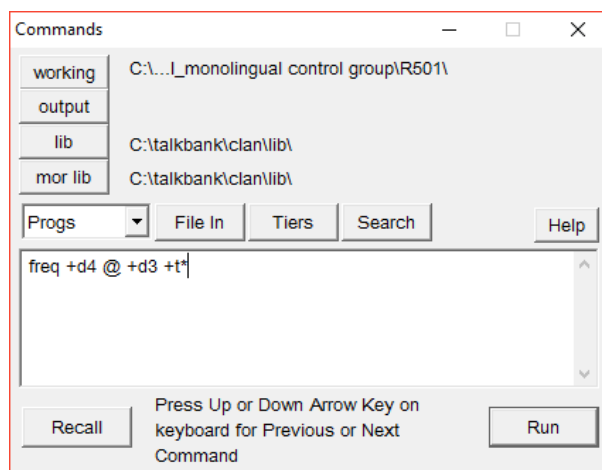 Commands
working C:\...I_monolingual control group\R501\
output
lib C:\talkbank\clan\lib\
mor lib C:\talkbank\clan\lib\
Progs File In Tiers Search Help
freq +d4 @ +d3 +t*
Recall Press Up or Down Arrow Key on
keyboard for Previous or Next Run
Command